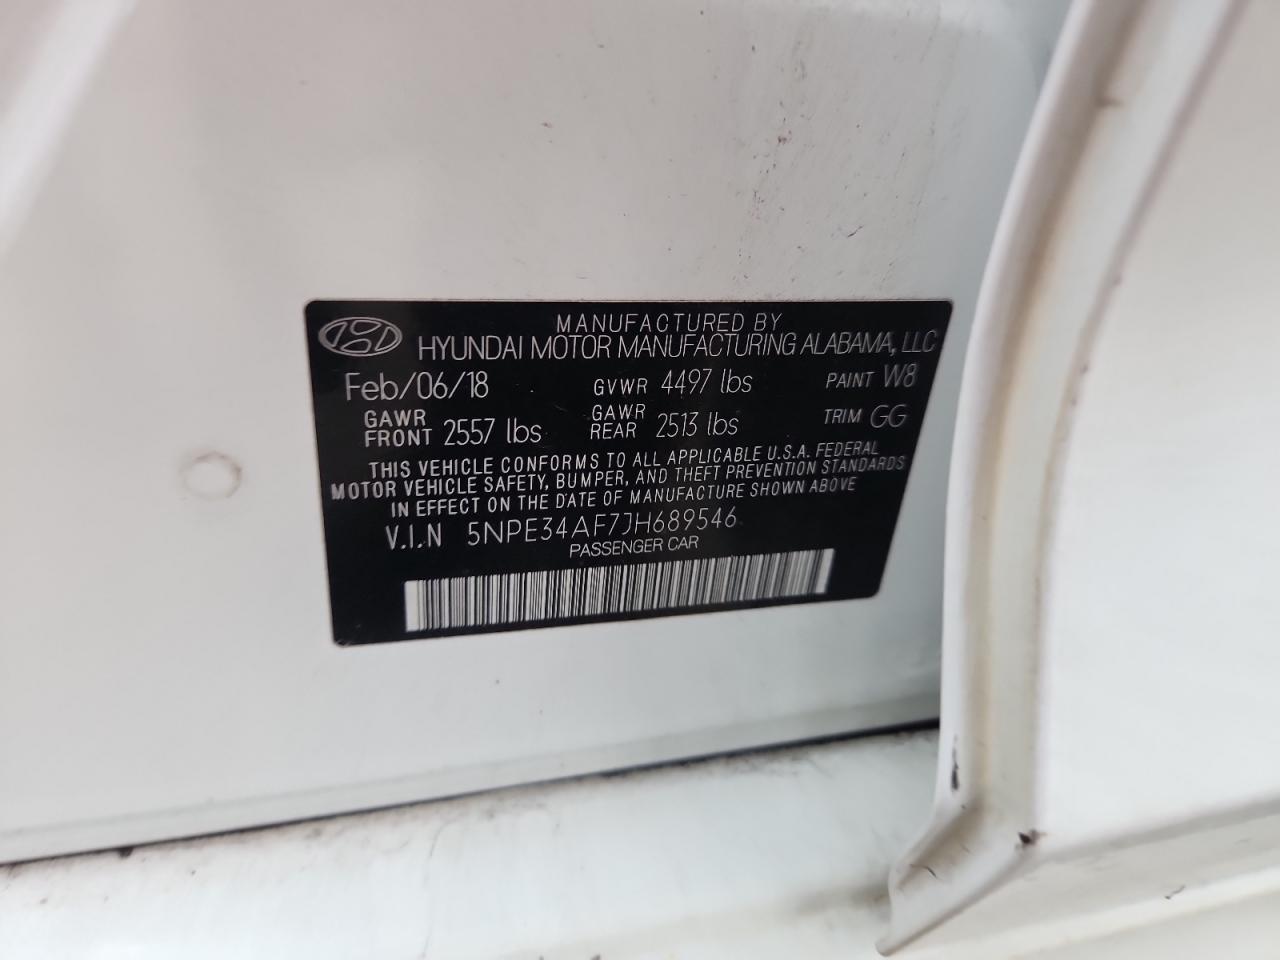 MANUFACTURED BY
HYUNDAI MOTOR MANUFACTURING ALABAMA, LLC
Feb/06/18 GVWR 4497 lbs PAINT W8
GAWR FRONT 2557 lbs GAWR REAR 2513 lbs TRIM GG
THIS VEHICLE CONFORMS TO ALL APPLICABLE U.S.A. FEDERAL
MOTOR VEHICLE SAFETY, BUMPER, AND THEFT PREVENTION STANDARDS
IN EFFECT ON THE DATE OF MANUFACTURE SHOWN ABOVE
V.I.N 5NPE34AF7JH689546
PASSENGER CAR